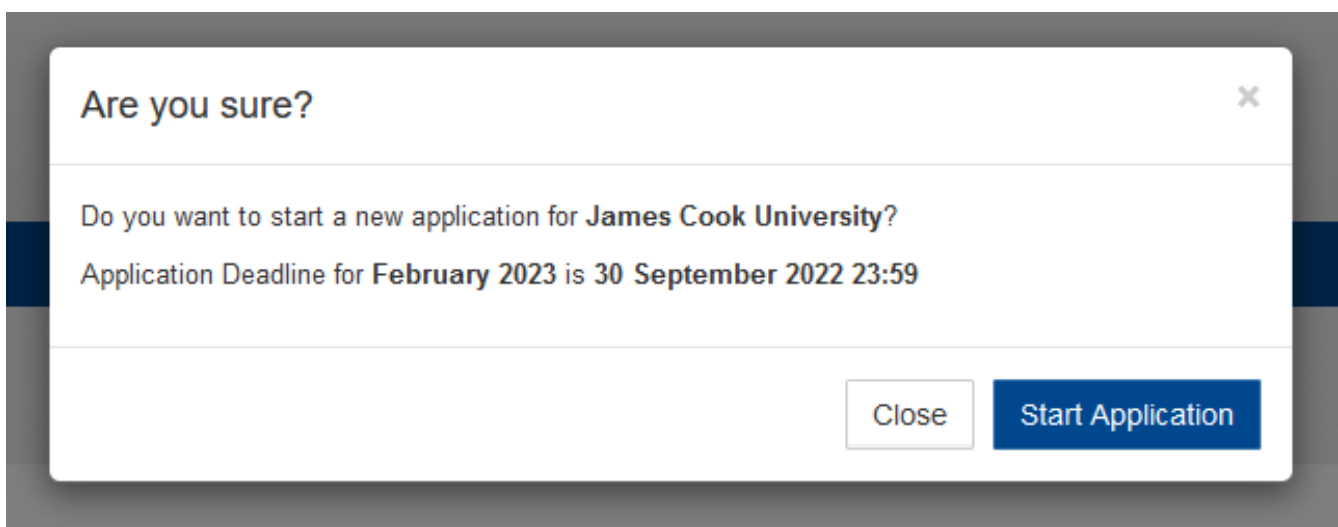 Are you sure?
×
Do you want to start a new application for James Cook University?
Application Deadline for February 2023 is 30 September 2022 23:59
Close
Start Application